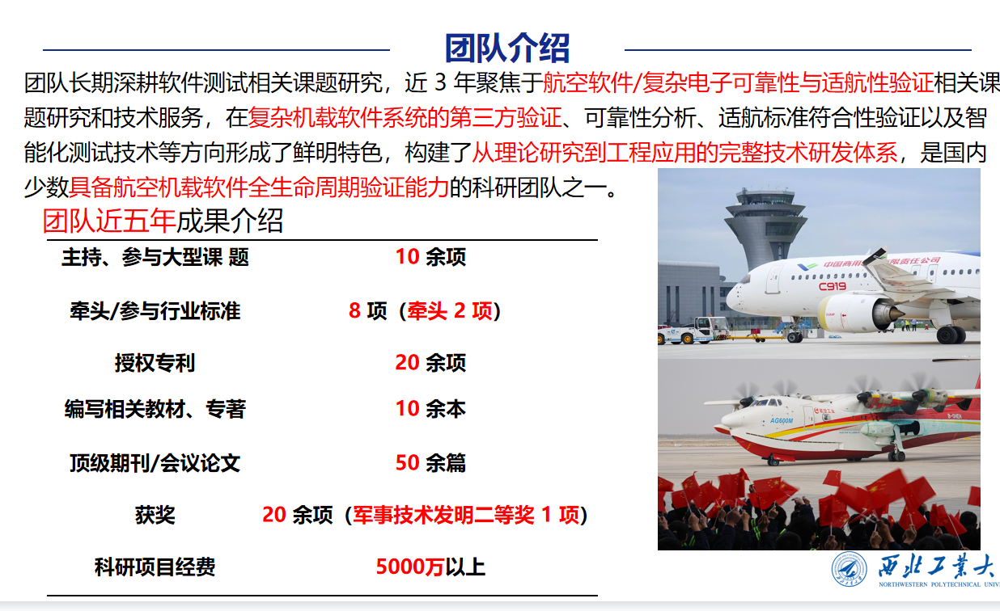 团队介绍
团队长期深耕软件测试相关课题研究，近 3 年聚焦于航空软件/复杂电子可靠性与适航性验证相关课
题研究和技术服务，在复杂机载软件系统的第三方验证、可靠性分析、适航标准符合性验证以及智
能化测试技术等方向形成了鲜明特色，构建了从理论研究到工程应用的完整技术研发体系，是国内
少数具备航空机载软件全生命周期验证能力的科研团队之一。
团队近五年成果介绍
主持、参与大型课 题 10 余项
牵头/参与行业标准 8 项（牵头 2 项）
授权专利 20 余项
编写相关教材、专著 10 余本
顶级期刊/会议论文 50 余篇
获奖 20 余项（军事技术发明二等奖 1 项）
科研项目经费 5000万以上
C919
AG600M
西北工业大
NORTHWESTERN POLYTECHNICAL